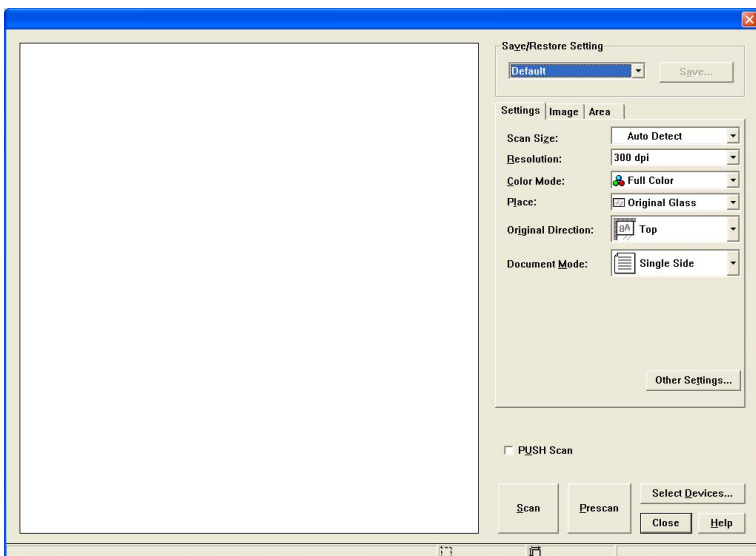 Save/Restore Setting
Default Save...
Settings Image Area
Scan Size: Auto Detect
Resolution: 300 dpi
Color Mode: Full Color
Place: Original Glass
Original Direction: 8A Top
Document Mode: Single Side
Other Settings...
PUSH Scan
Scan Prescan Select Devices...
Close Help